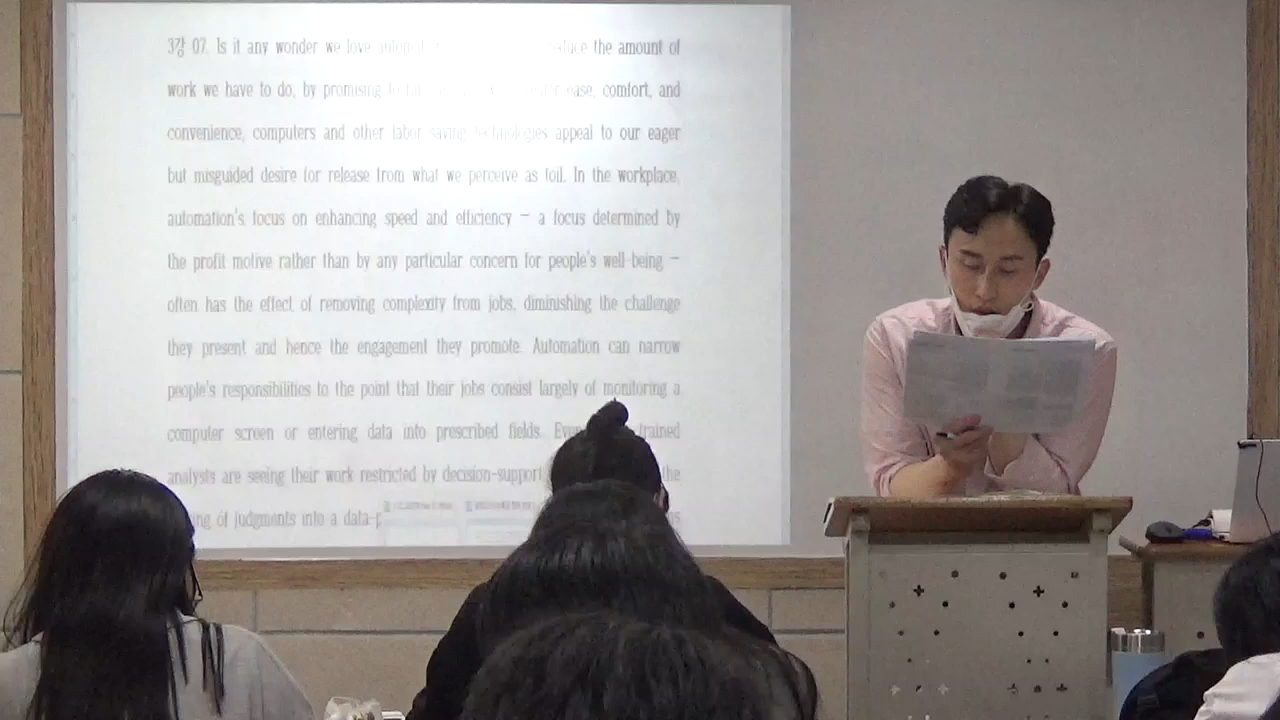 3강 07. Is it any wonder we love the amount of
work we have to do, by promising ease, comfort, and
convenience, computers and other labor saving technologies appeal to our eager
but misguided desire for release from what we perceive as toil. In the workplace,
automation's focus on enhancing speed and efficiency – a focus determined by
the profit motive rather than by any particular concern for people's well-being –
often has the effect of removing complexity from jobs, diminishing the challenge
they present and hence the engagement they promote. Automation can narrow
people's responsibilities to the point that their jobs consist largely of monitoring a
computer screen or entering data into prescribed fields. trained
analysts are seeing their work restricted by decision-support the
of judgments into a